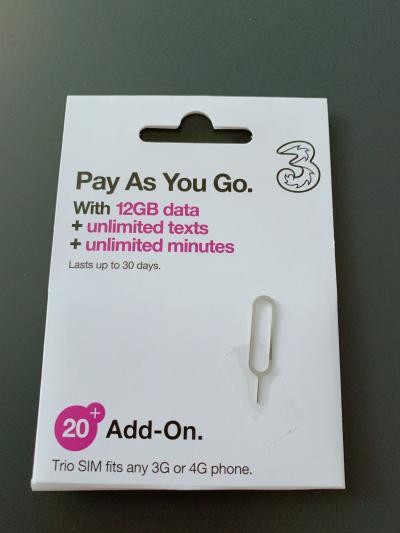 3
Pay As You Go.
With 12GB data
+ unlimited texts
+ unlimited minutes
Lasts up to 30 days.
20+ Add-On.
Trio SIM fits any 3G or 4G phone.